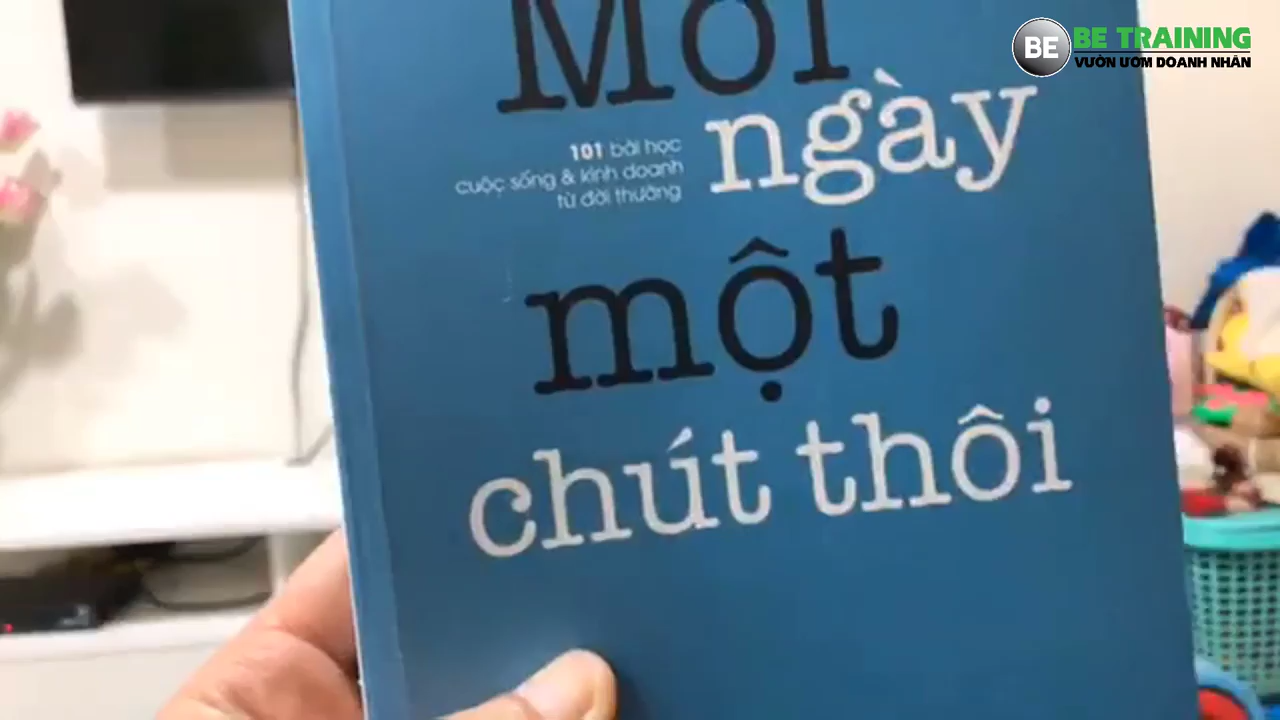 Mỗi
ngày
101 bài học
cuộc sống & kinh doanh
từ đời thường
một
chút thôi
BE
BE TRAINING
VƯỜN ƯƠM DOANH NHÂN